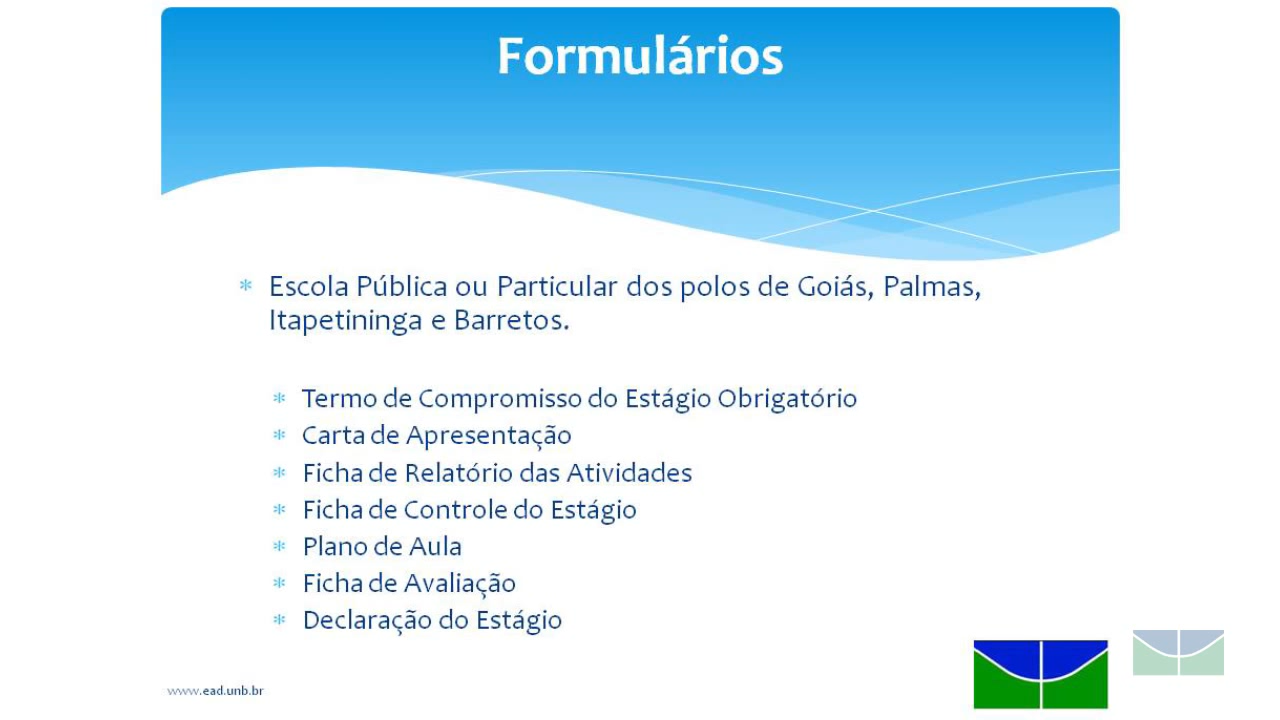 Formulários
Escola Pública ou Particular dos polos de Goiás, Palmas,
Itapetininga e Barretos.
Termo de Compromisso do Estágio Obrigatório
Carta de Apresentação
Ficha de Relatório das Atividades
Ficha de Controle do Estágio
Plano de Aula
Ficha de Avaliação
Declaração do Estágio
www.ead.unb.br